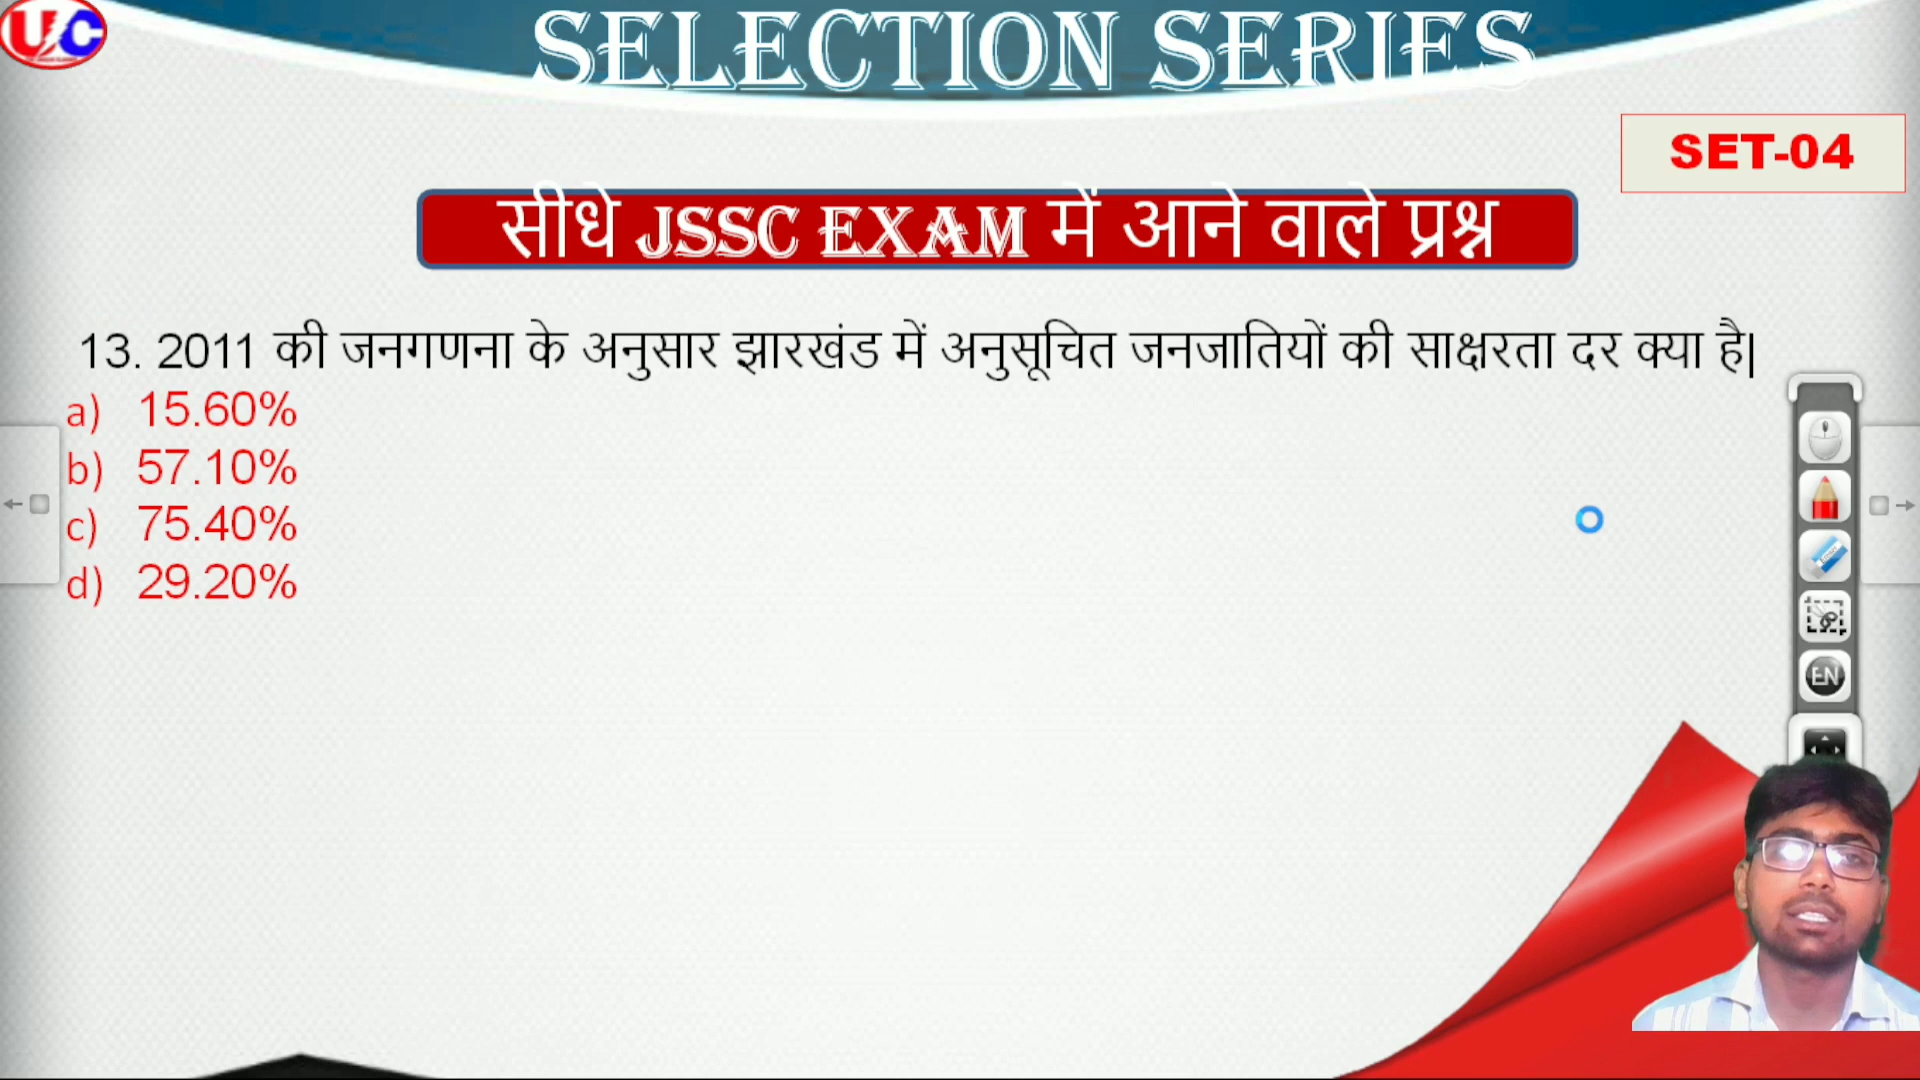 UC
SELECTION SERIES
SET-04
सीधे JSSC EXAM में आने वाले प्रश्न
13. 2011 की जनगणना के अनुसार झारखंड में अनुसूचित जनजातियों की साक्षरता दर क्या है|
a) 15.60%
b) 57.10%
c) 75.40%
d) 29.20%
EN